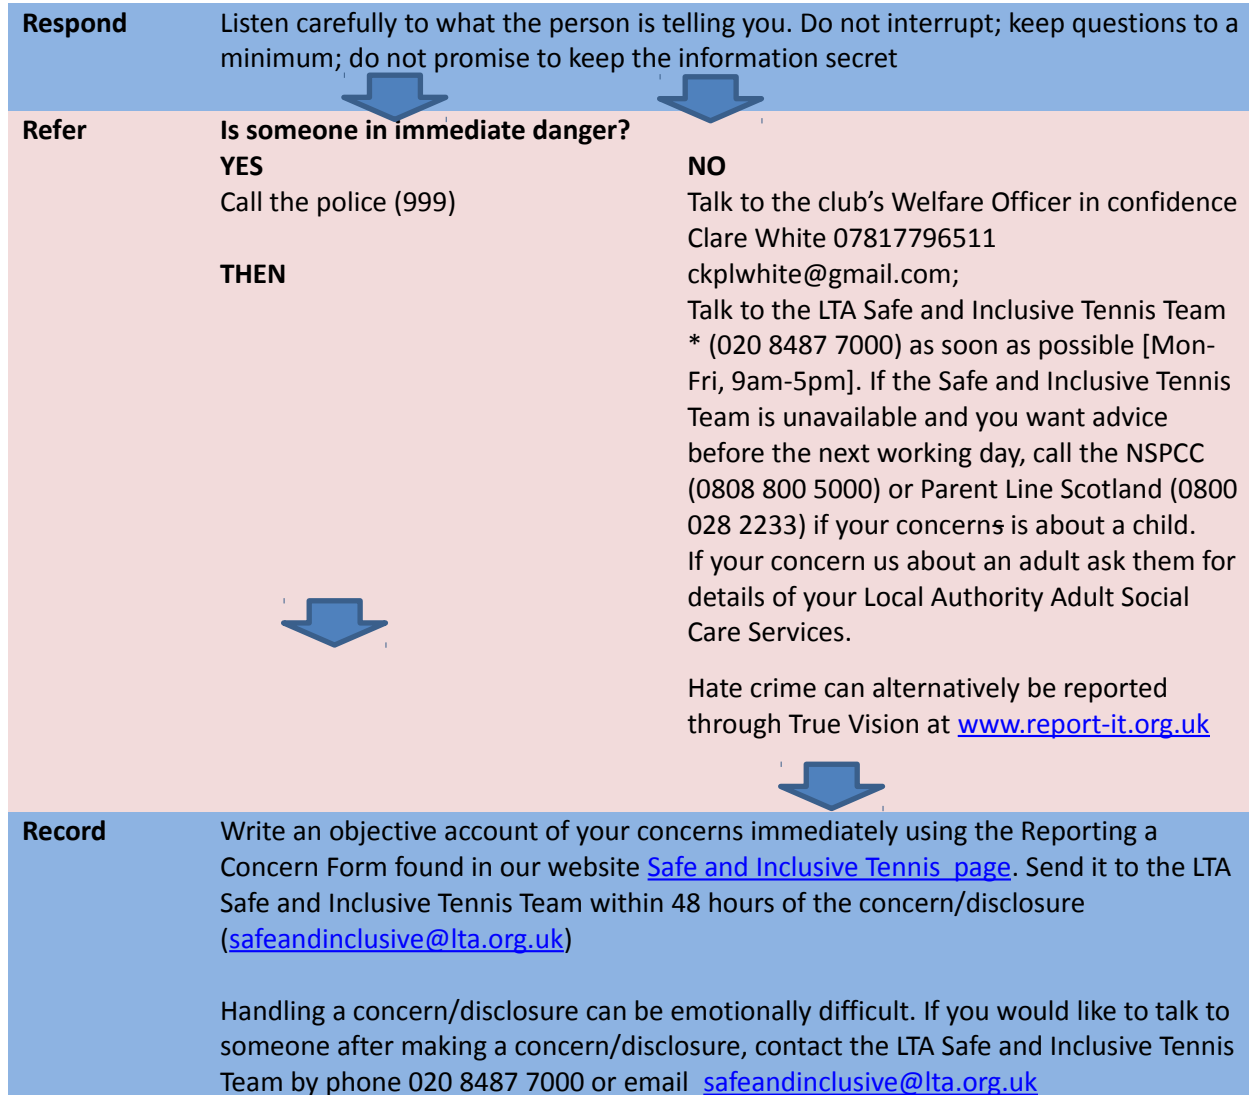 Respond Listen carefully to what the person is telling you. Do not interrupt; keep questions to a
minimum; do not promise to keep the information secret
Refer Is someone in immediate danger?
YES
Call the police (999)
THEN
NO
Talk to the club's Welfare Officer in confidence
Clare White 07817796511
ckplwhite@gmail.com;
Talk to the LTA Safe and Inclusive Tennis Team
* (020 8487 7000) as soon as possible [Mon-
Fri, 9am-5pm]. If the Safe and Inclusive Tennis
Team is unavailable and you want advice
before the next working day, call the NSPCC
(0808 800 5000) or Parent Line Scotland (0800
028 2233) if your concerns is about a child.
If your concern us about an adult ask them for
details of your Local Authority Adult Social
Care Services.
Hate crime can alternatively be reported
through True Vision at www.report-it.org.uk
Record Write an objective account of your concerns immediately using the Reporting a
Concern Form found in our website Safe and Inclusive Tennis page. Send it to the LTA
Safe and Inclusive Tennis Team within 48 hours of the concern/disclosure
(safeandinclusive@lta.org.uk)
Handling a concern/disclosure can be emotionally difficult. If you would like to talk to
someone after making a concern/disclosure, contact the LTA Safe and Inclusive Tennis
Team by phone 020 8487 7000 or email safeandinclusive@lta.org.uk